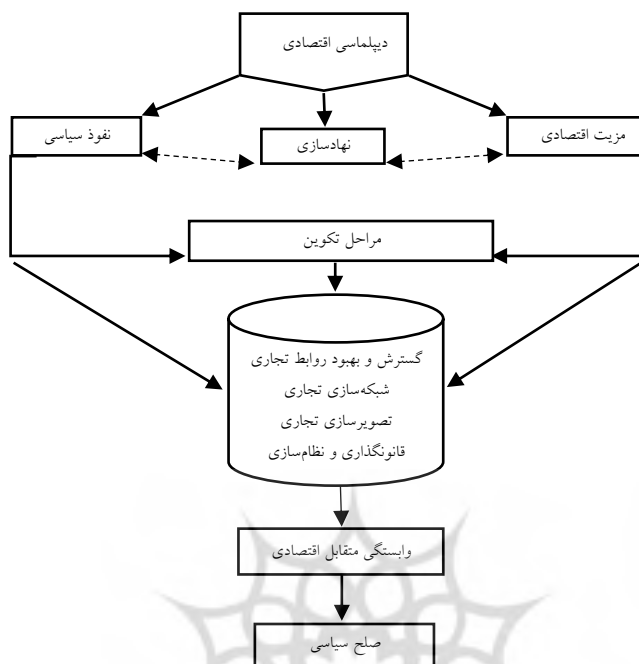 دیپلماسی اقتصادی
مزیت اقتصادی
نهادسازی
نفوذ سیاسی
مراحل تکوین
گسترش و بهبود روابط تجاری
شبکه‌سازی تجاری
تصویرسازی تجاری
قانونگذاری و نظام‌سازی
وابستگی متقابل اقتصادی
صلح سیاسی